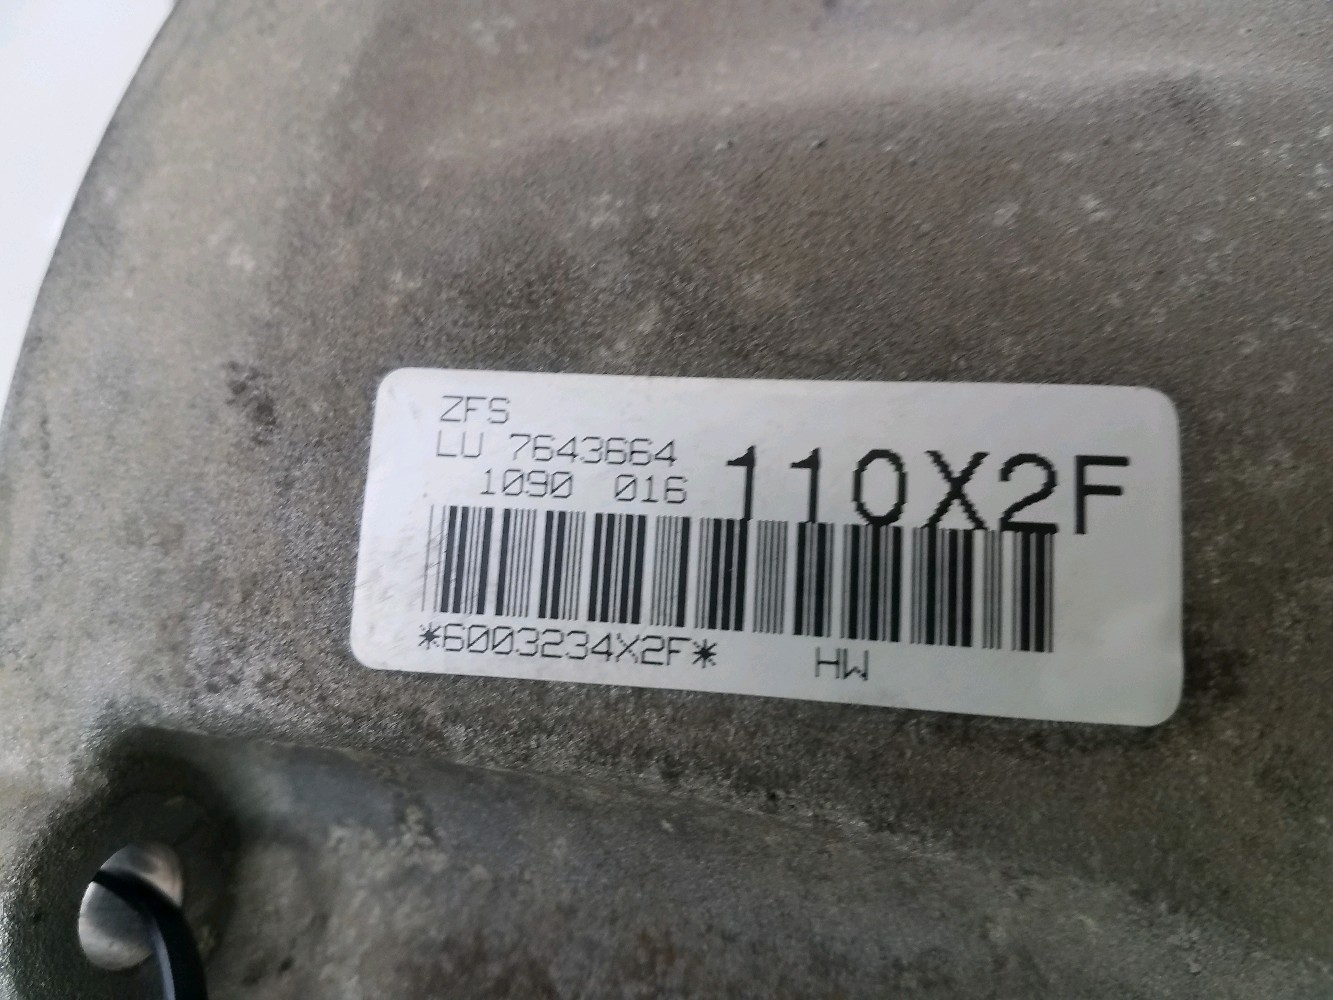 ZFS
LU 7643664
1090 016
110X2F
*6003234X2F*
HW